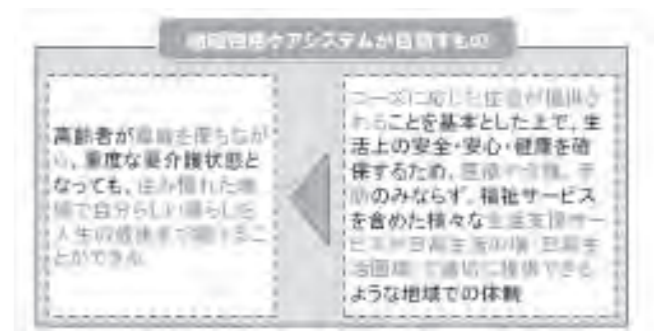 地域包括ケアシステムが目指すもの
高齢者が尊厳を保ちなが
ら、重度な要介護状態と
なっても、住み慣れた地
域で自分らしい暮らしを
人生の最後まで続けるこ
とができる
ニーズに応じた住宅が提供さ
れることを基本とした上で、生
活上の安全・安心・健康を確
保するため、医療や介護、予
防のみならず、福祉サービス
を含めた様々な生活支援サー
ビスが日常生活の場（日常生
活圏域）で適切に提供できる
ような地域での体制